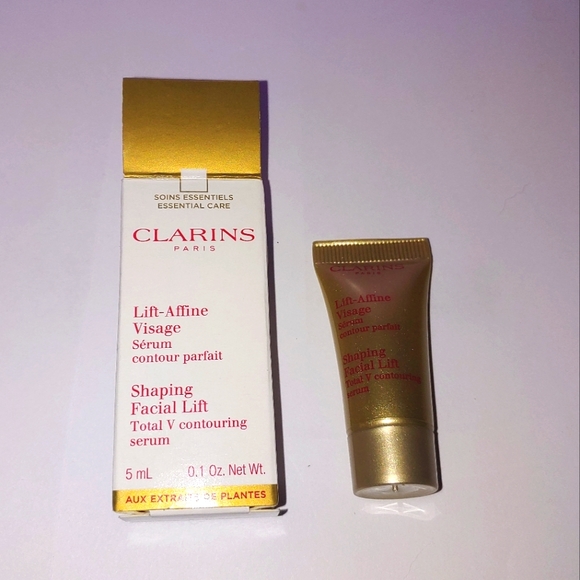 SOINS ESSENTIELS
ESSENTIAL CARE
CLARINS
PARIS
Lift-Affine
Visage
Sérum
contour parfait
Shaping
Facial Lift
Total V contouring
serum
5 mL 0.1 Oz. Net Wt.
AUX EXTRAITS DE PLANTES
CLARINS
PARIS
Lift-Affine
Visage
Sérum
contour parfait
Shaping
Facial Lift
Total V contouring
serum